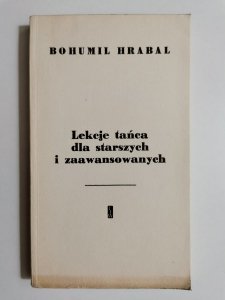 BOHUMIL HRABAL
Lekcje tańca
dla starszych
i zaawansowanych